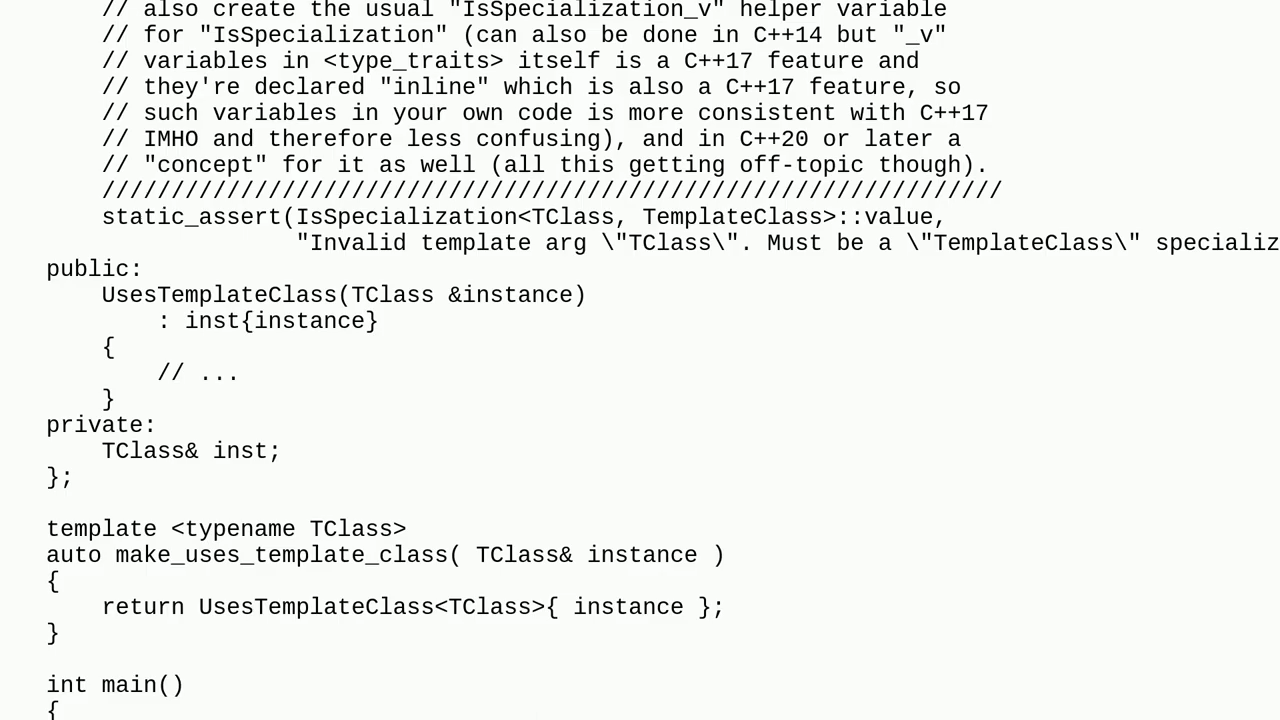 // also create the usual "IsSpecialization_v" helper variable
// for "IsSpecialization" (can also be done in C++14 but "_v"
// variables in <type_traits> itself is a C++17 feature and
// they're declared "inline" which is also a C++17 feature, so
// such variables in your own code is more consistent with C++17
// IMHO and therefore less confusing), and in C++20 or later a
// "concept" for it as well (all this getting off-topic though).
/////////////////////////////////////////////////////////////////
static_assert(IsSpecialization<TClass, TemplateClass>::value,
"Invalid template arg \"TClass\". Must be a \"TemplateClass\" specializ
public:
UsesTemplateClass(TClass &instance)
: inst{instance}
{
// ...
}
private:
TClass& inst;
};
template <typename TClass>
auto make_uses_template_class( TClass& instance )
{
return UsesTemplateClass<TClass>{ instance };
}
int main()
{